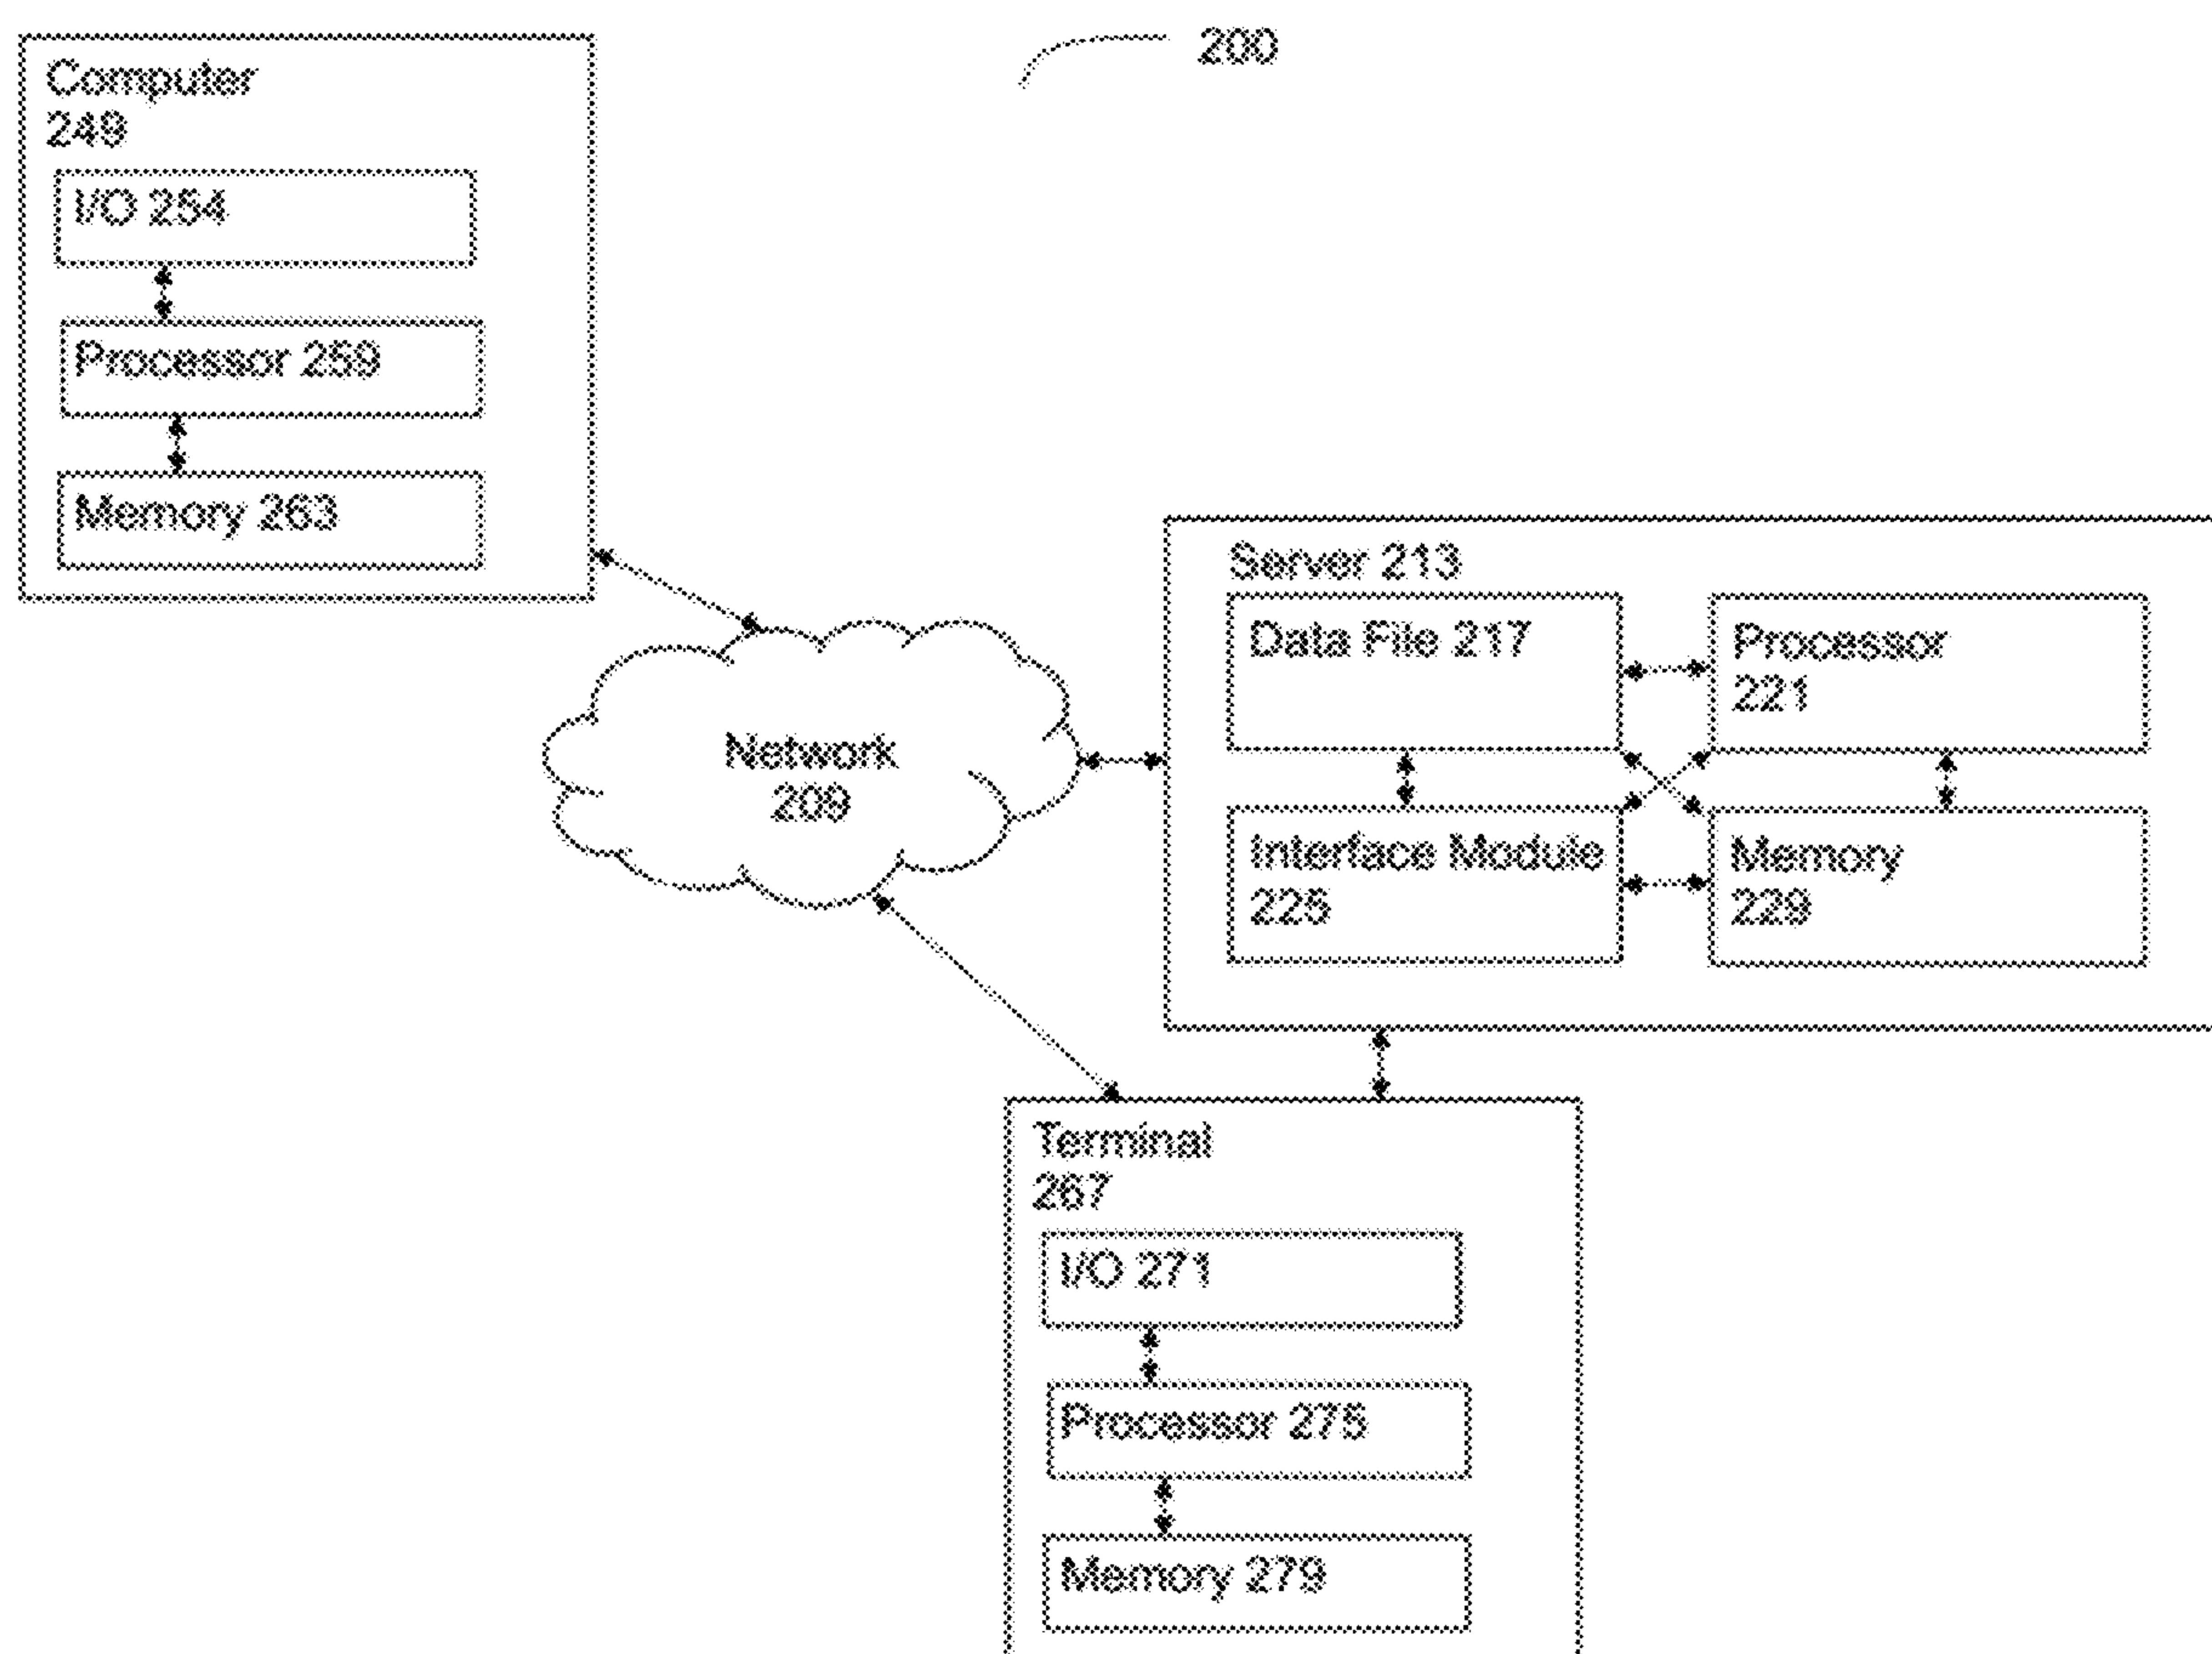 200
Computer
249
I/O 254
Processor 259
Memory 263
Network
209
Server 213
Data File 217
Processor
221
Interface Module
225
Memory
229
Terminal
267
I/O 271
Processor 275
Memory 279